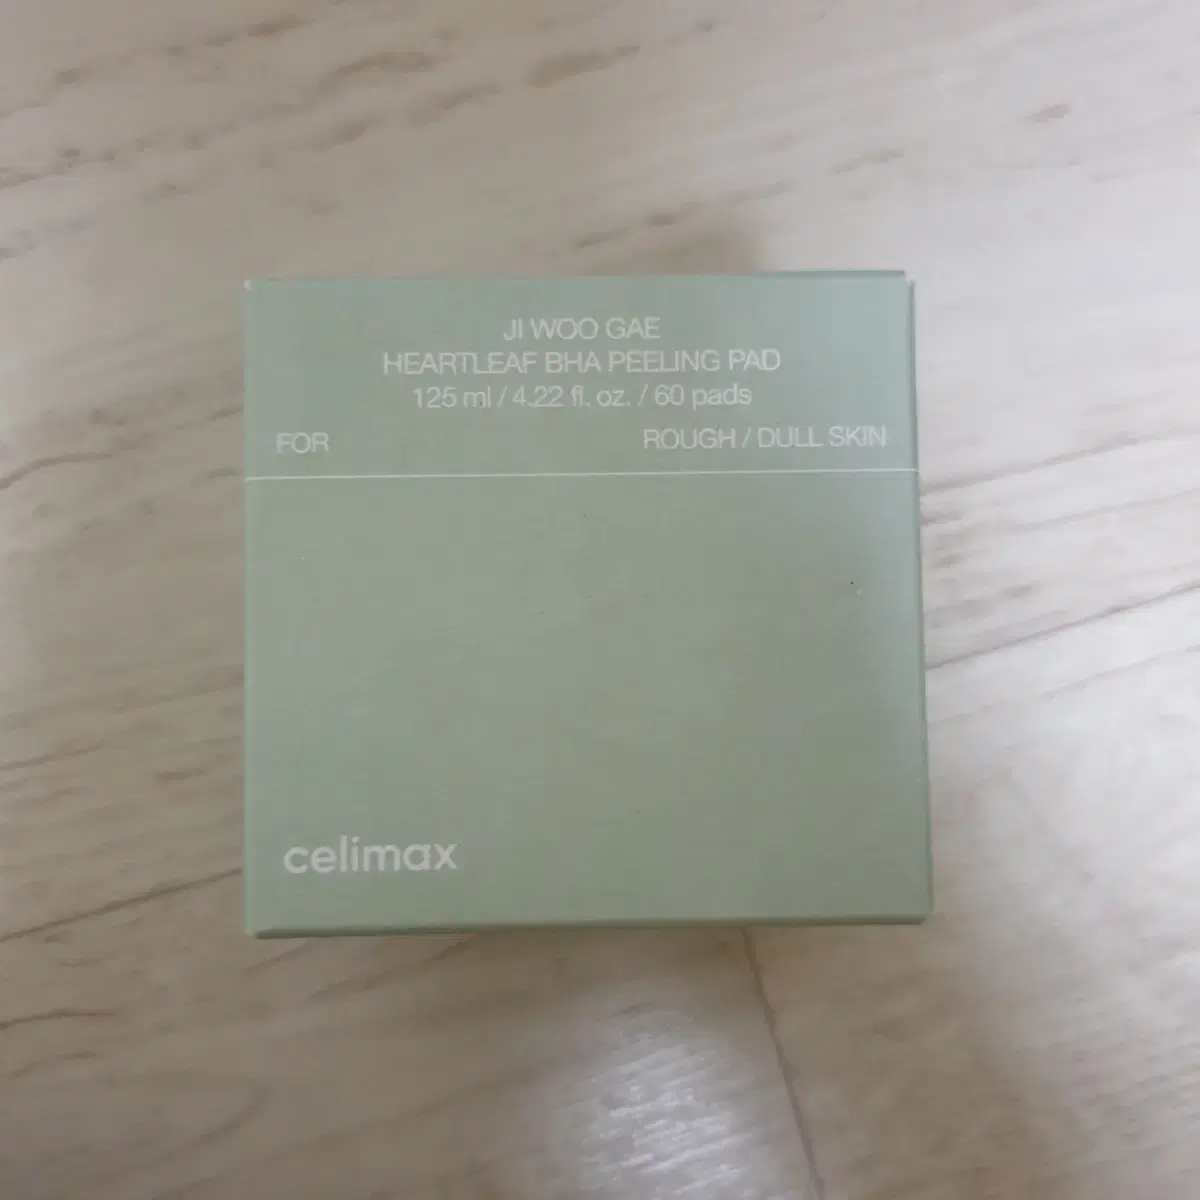 JI WOO GAE
HEARTLEAF BHA PEELING PAD
125 ml / 4.22 fl. oz. / 60 pads
FOR ROUGH / DULL SKIN
celimax